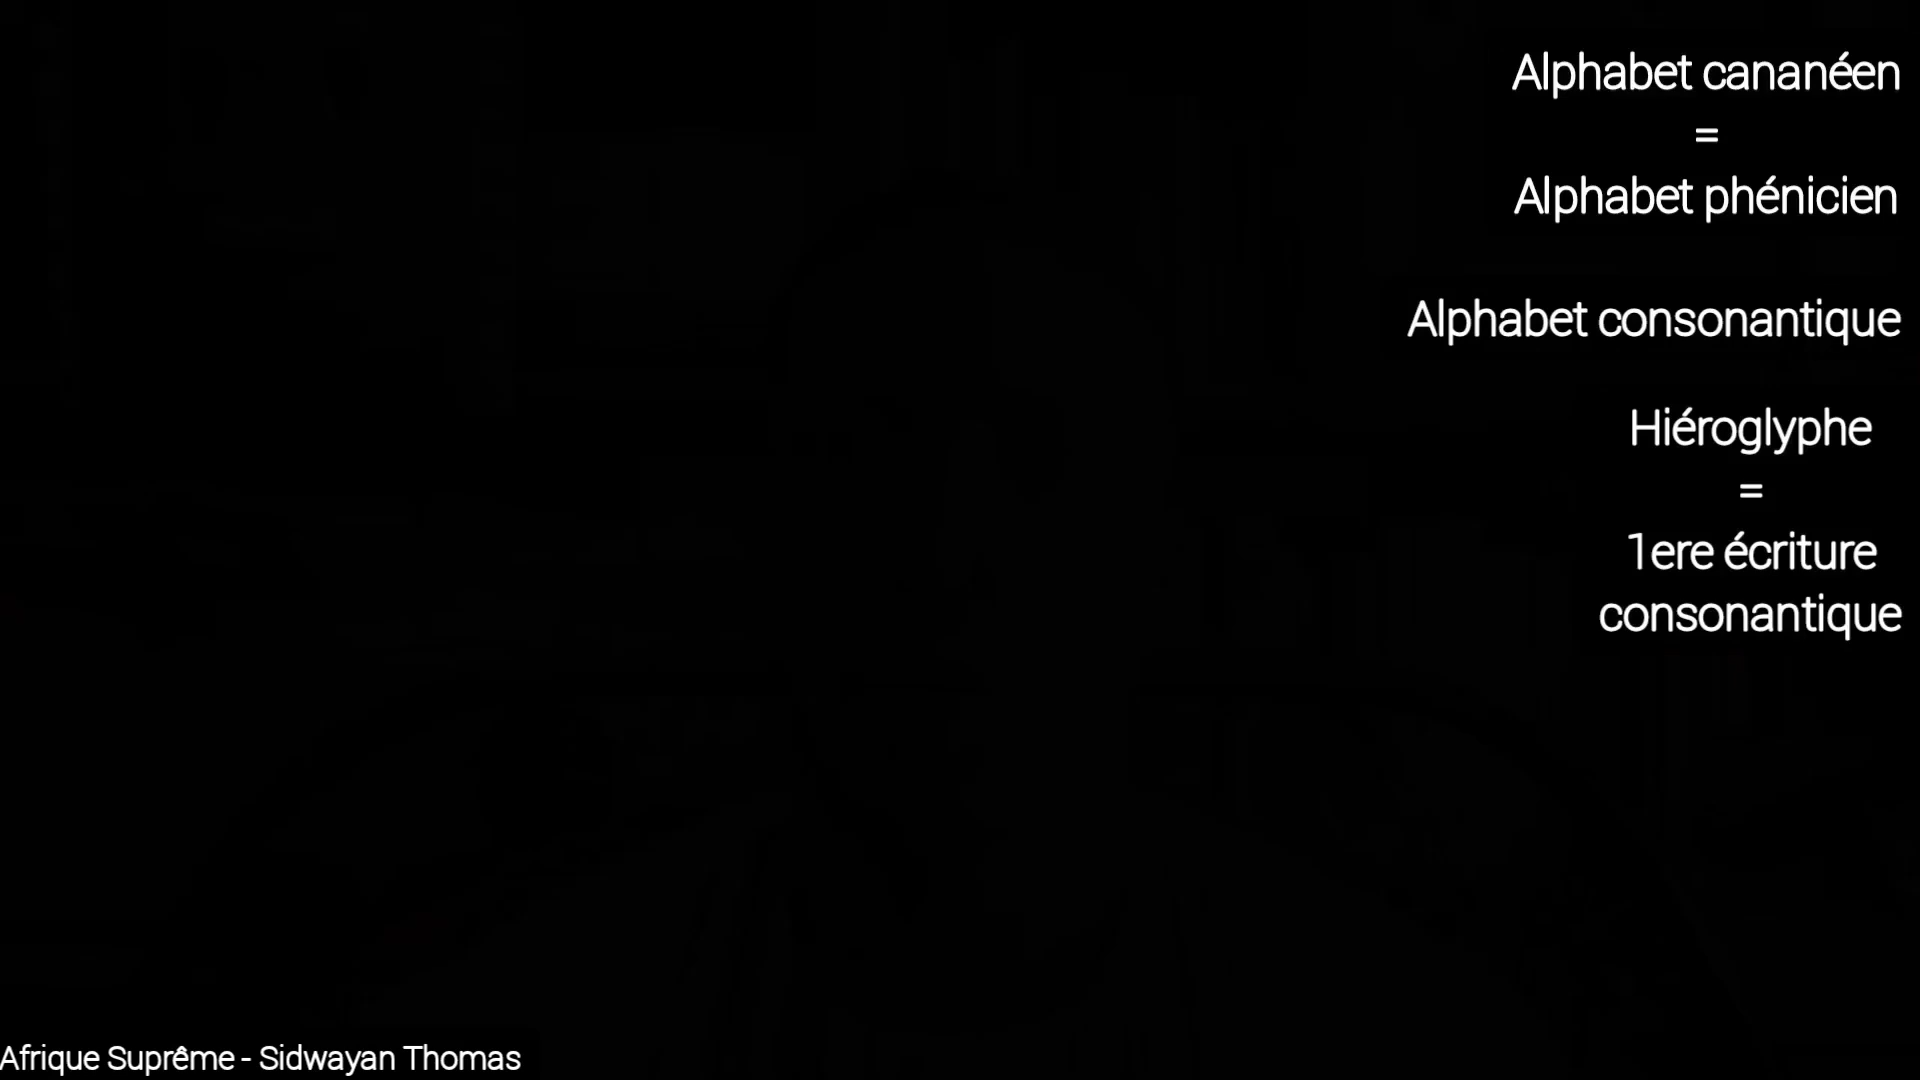 Alphabet cananéen
=
Alphabet phénicien
Alphabet consonantique
Hiéroglyphe
=
1ere écriture
consonantique
Afrique Suprême - Sidwayan Thomas